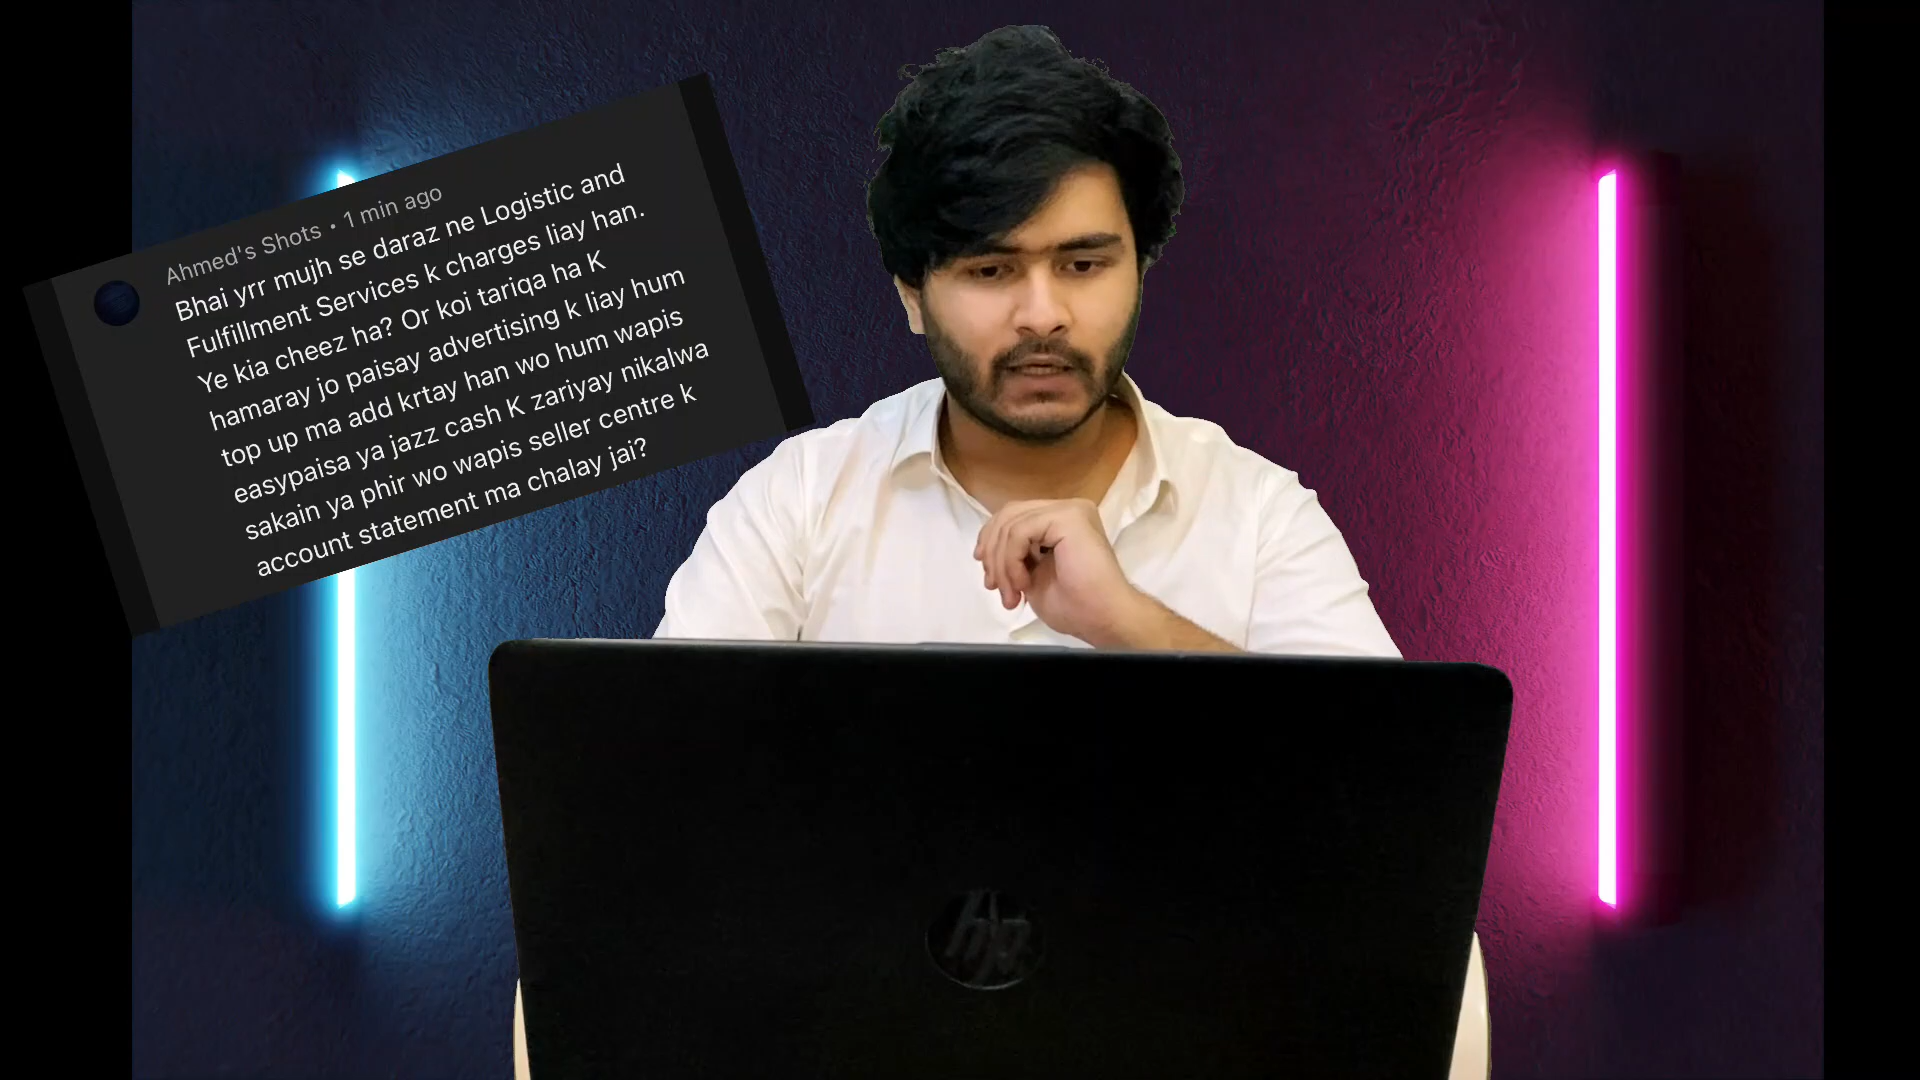 Ahmed's Shots • 1 min ago
Bhai yrr mujh se daraz ne Logistic and
Fulfillment Services k charges liay han.
Ye kia cheez ha? Or koi tariqa ha K
hamaray jo paisay advertising k liay hum
top up ma add krtay han wo hum wapis
easypaisa ya jazz cash K zariyay nikalwa
sakain ya phir wo wapis seller centre k
account statement ma chalay jai?
hp